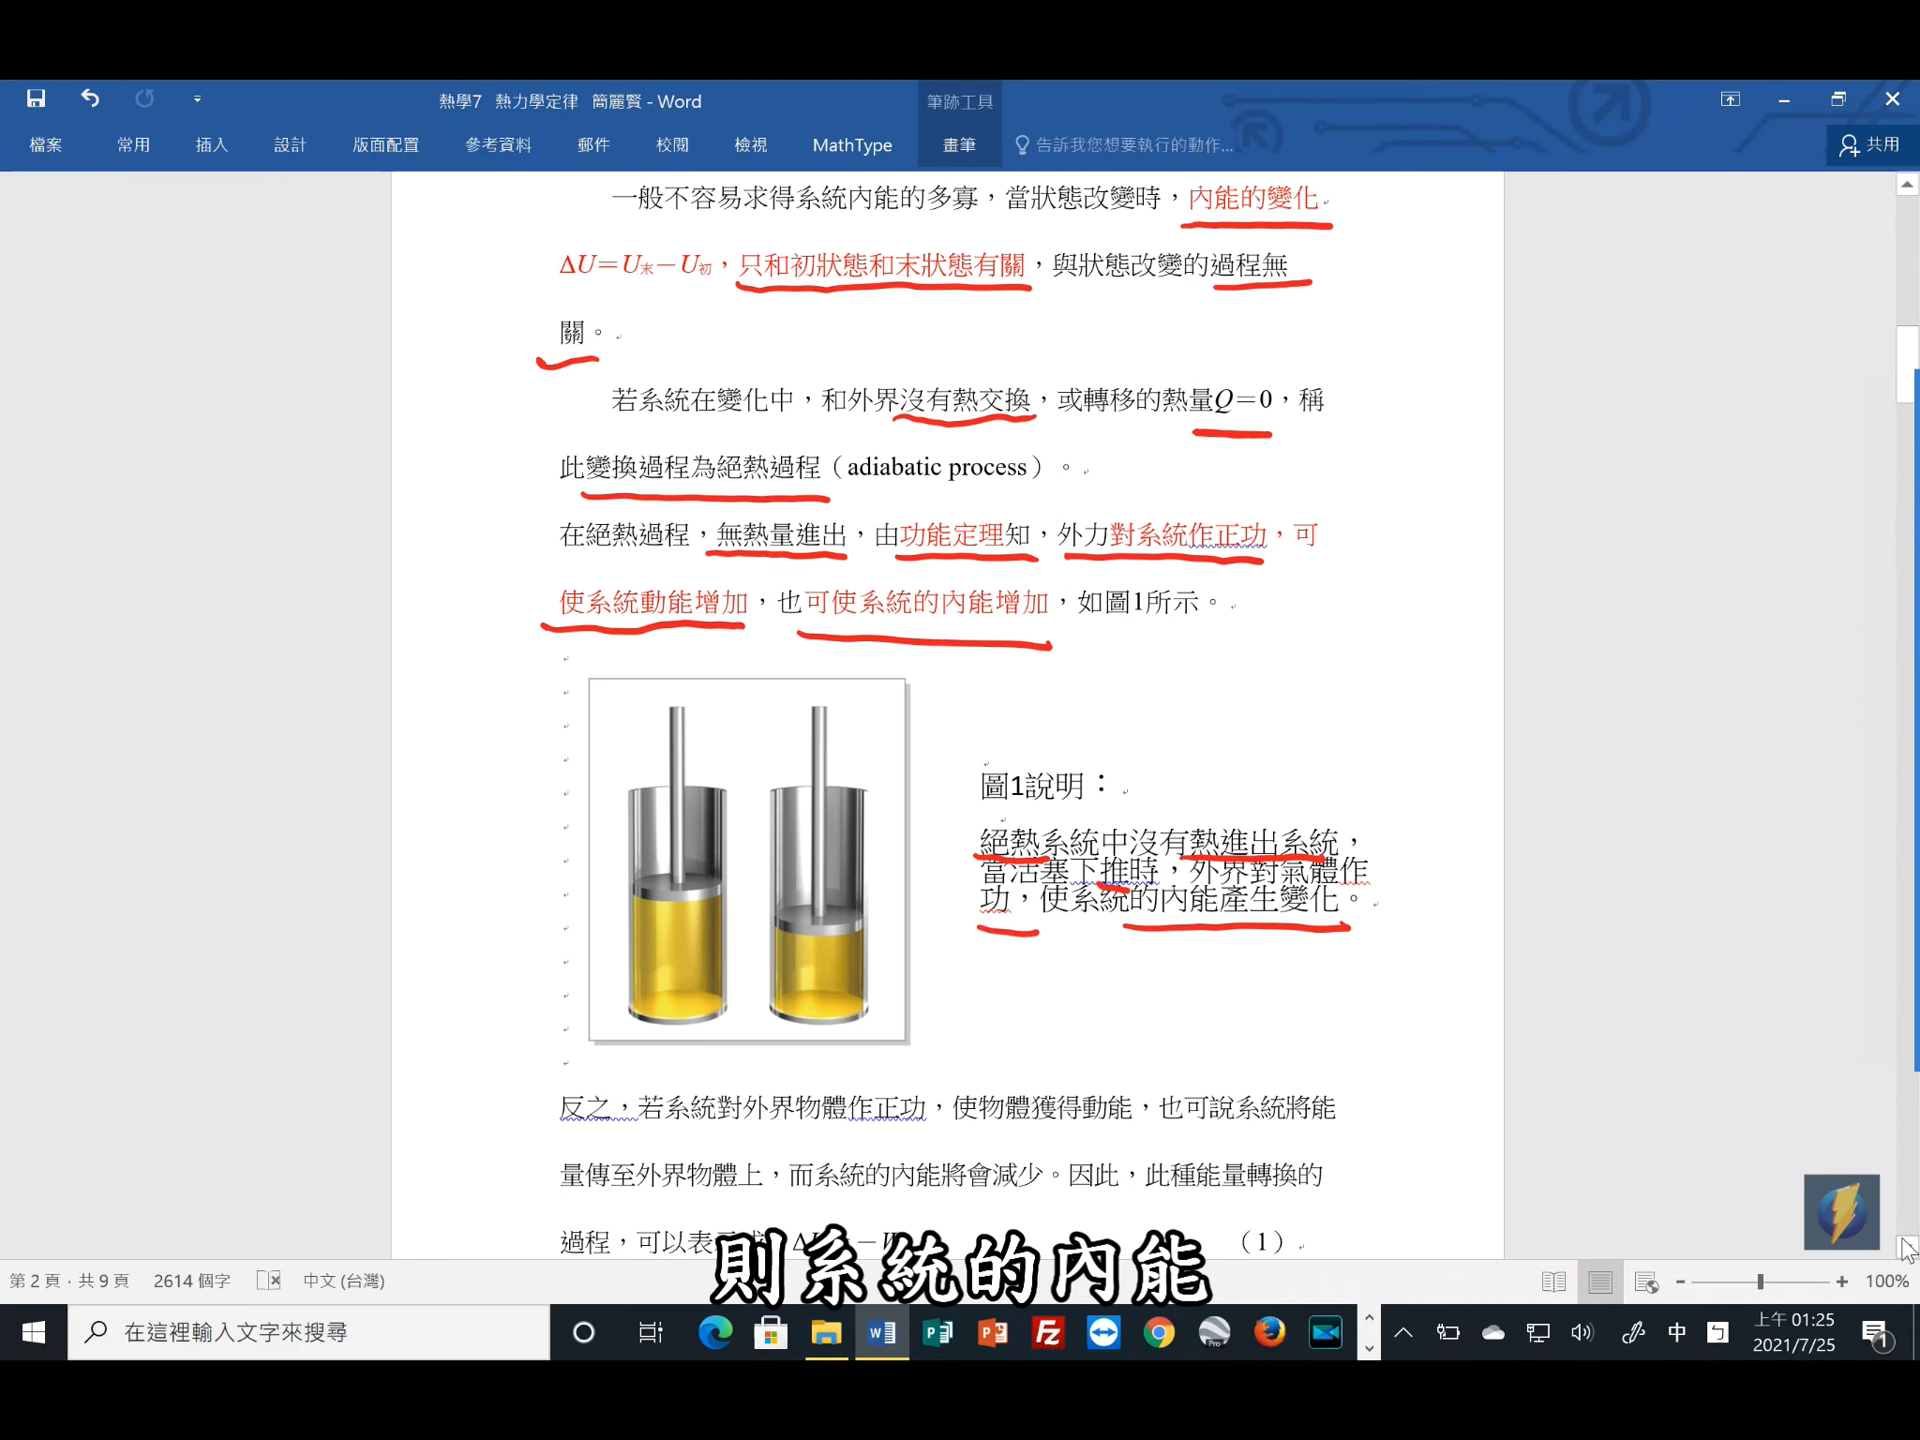 熱學7 熱力學定律 簡麗賢 - Word
筆跡工具
檔案 常用 插入 設計 版面配置 參考資料 郵件 校閱 檢視 MathType 畫筆 告訴我您想要執行的動作... 共用
一般不容易求得系統內能的多寡，當狀態改變時，內能的變化
ΔU＝U末－U初，只和初狀態和末狀態有關，與狀態改變的過程無
關。
若系統在變化中，和外界沒有熱交換，或轉移的熱量Q＝0，稱
此變換過程為絕熱過程（adiabatic process）。
在絕熱過程，無熱量進出，由功能定理知，外力對系統作正功，可
使系統動能增加，也可使系統的內能增加，如圖1所示。
圖1說明：
絕熱系統中沒有熱進出系統，
當活塞下推時，外界對氣體作
功，使系統的內能產生變化。
反之，若系統對外界物體作正功，使物體獲得動能，也可說系統將能
量傳至外界物體上，而系統的內能將會減少。因此，此種能量轉換的
過程，可以表 （1）
則系統的內能
第 2 頁，共 9 頁 2614 個字 中文 (台灣) 100%
在這裡輸入文字來搜尋
中
上午 01:25
2021/7/25
1